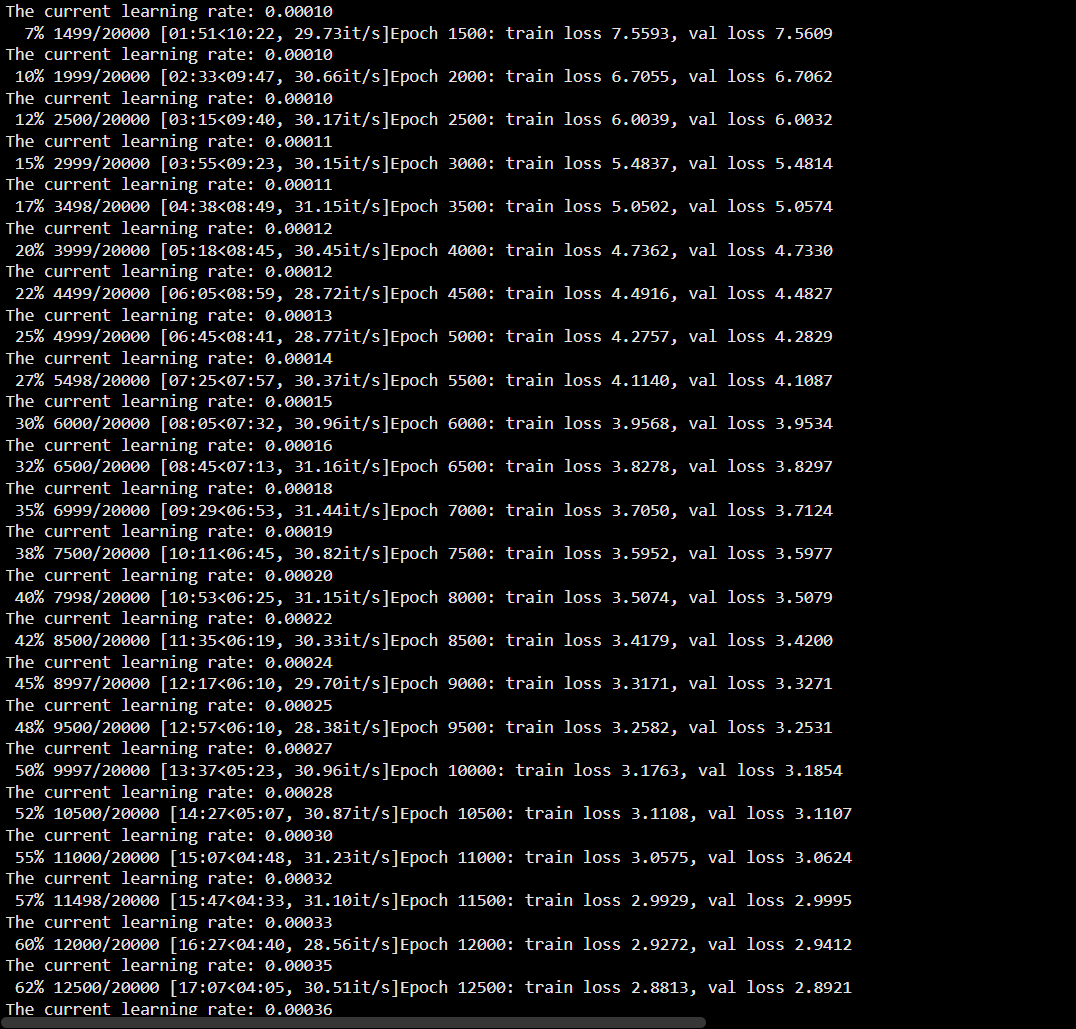 The current learning rate: 0.00010
7% 1499/20000 [01:51<10:22, 29.73it/s]Epoch 1500: train loss 7.5593, val loss 7.5609
The current learning rate: 0.00010
10% 1999/20000 [02:33<09:47, 30.66it/s]Epoch 2000: train loss 6.7055, val loss 6.7062
The current learning rate: 0.00010
12% 2500/20000 [03:15<09:40, 30.17it/s]Epoch 2500: train loss 6.0039, val loss 6.0032
The current learning rate: 0.00011
15% 2999/20000 [03:55<09:23, 30.15it/s]Epoch 3000: train loss 5.4837, val loss 5.4814
The current learning rate: 0.00011
17% 3498/20000 [04:38<08:49, 31.15it/s]Epoch 3500: train loss 5.0502, val loss 5.0574
The current learning rate: 0.00012
20% 3999/20000 [05:18<08:45, 30.45it/s]Epoch 4000: train loss 4.7362, val loss 4.7330
The current learning rate: 0.00012
22% 4499/20000 [06:05<08:59, 28.72it/s]Epoch 4500: train loss 4.4916, val loss 4.4827
The current learning rate: 0.00013
25% 4999/20000 [06:45<08:41, 28.77it/s]Epoch 5000: train loss 4.2757, val loss 4.2829
The current learning rate: 0.00014
27% 5498/20000 [07:25<07:57, 30.37it/s]Epoch 5500: train loss 4.1140, val loss 4.1087
The current learning rate: 0.00015
30% 6000/20000 [08:05<07:32, 30.96it/s]Epoch 6000: train loss 3.9568, val loss 3.9534
The current learning rate: 0.00016
32% 6500/20000 [08:45<07:13, 31.16it/s]Epoch 6500: train loss 3.8278, val loss 3.8297
The current learning rate: 0.00018
35% 6999/20000 [09:29<06:53, 31.44it/s]Epoch 7000: train loss 3.7050, val loss 3.7124
The current learning rate: 0.00019
38% 7500/20000 [10:11<06:45, 30.82it/s]Epoch 7500: train loss 3.5952, val loss 3.5977
The current learning rate: 0.00020
40% 7998/20000 [10:53<06:25, 31.15it/s]Epoch 8000: train loss 3.5074, val loss 3.5079
The current learning rate: 0.00022
42% 8500/20000 [11:35<06:19, 30.33it/s]Epoch 8500: train loss 3.4179, val loss 3.4200
The current learning rate: 0.00024
45% 8997/20000 [12:17<06:10, 29.70it/s]Epoch 9000: train loss 3.3171, val loss 3.3271
The current learning rate: 0.00025
48% 9500/20000 [12:57<06:10, 28.38it/s]Epoch 9500: train loss 3.2582, val loss 3.2531
The current learning rate: 0.00027
50% 9997/20000 [13:37<05:23, 30.96it/s]Epoch 10000: train loss 3.1763, val loss 3.1854
The current learning rate: 0.00028
52% 10500/20000 [14:27<05:07, 30.87it/s]Epoch 10500: train loss 3.1108, val loss 3.1107
The current learning rate: 0.00030
55% 11000/20000 [15:07<04:48, 31.23it/s]Epoch 11000: train loss 3.0575, val loss 3.0624
The current learning rate: 0.00032
57% 11498/20000 [15:47<04:33, 31.10it/s]Epoch 11500: train loss 2.9929, val loss 2.9995
The current learning rate: 0.00033
60% 12000/20000 [16:27<04:40, 28.56it/s]Epoch 12000: train loss 2.9272, val loss 2.9412
The current learning rate: 0.00035
62% 12500/20000 [17:07<04:05, 30.51it/s]Epoch 12500: train loss 2.8813, val loss 2.8921
The current learning rate: 0.00036